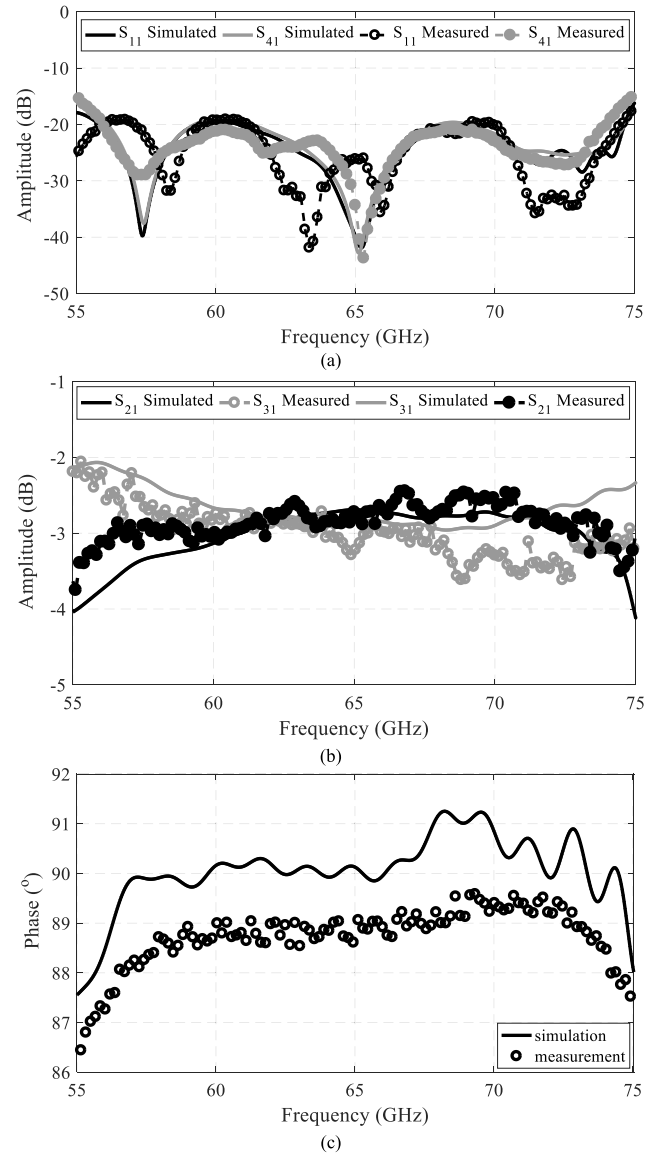 0
S11 Simulated S41 Simulated S11 Measured S41 Measured
-10
-20
-30
-40
-50
Amplitude (dB)
55 60 65 70 75
Frequency (GHz)
(a)
-1
S21 Simulated S31 Measured S31 Simulated S21 Measured
-2
-3
-4
-5
Amplitude (dB)
55 60 65 70 75
Frequency (GHz)
(b)
92
91
90
89
88
87
86
Phase (°)
simulation
measurement
55 60 65 70 75
Frequency (GHz)
(c)